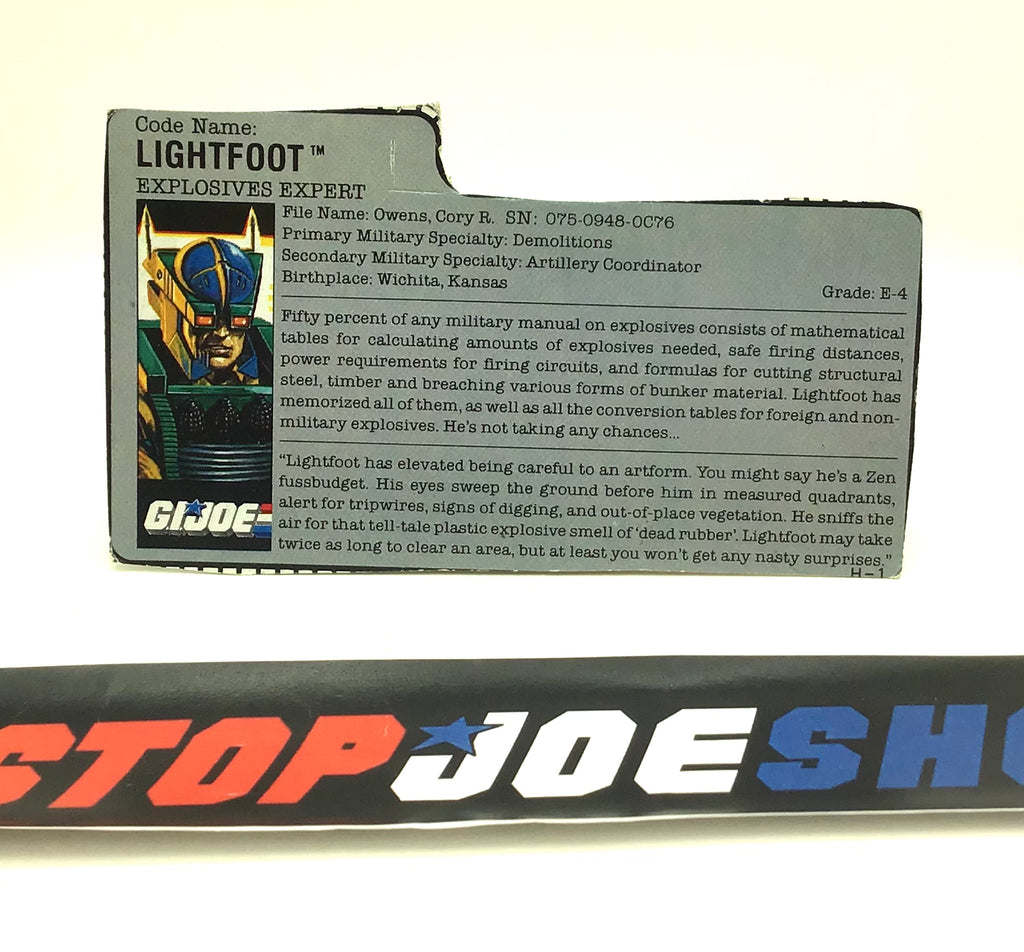 Code Name:
LIGHTFOOT™
EXPLOSIVES EXPERT
File Name: Owens, Cory R. SN: 075-0948-0C76
Primary Military Specialty: Demolitions
Secondary Military Specialty: Artillery Coordinator
Birthplace: Wichita, Kansas
Grade: E-4
Fifty percent of any military manual on explosives consists of mathematical
tables for calculating amounts of explosives needed, safe firing distances,
power requirements for firing circuits, and formulas for cutting structural
steel, timber and breaching various forms of bunker material. Lightfoot has
memorized all of them, as well as all the conversion tables for foreign and non-
military explosives. He's not taking any chances...
"Lightfoot has elevated being careful to an artform. You might say he's a Zen
fussbudget. His eyes sweep the ground before him in measured quadrants,
alert for tripwires, signs of digging, and out-of-place vegetation. He sniffs the
air for that tell-tale plastic explosive smell of 'dead rubber'. Lightfoot may take
twice as long to clear an area, but at least you won't get any nasty surprises."
H-1
GI JOE
STOP JOE SHO